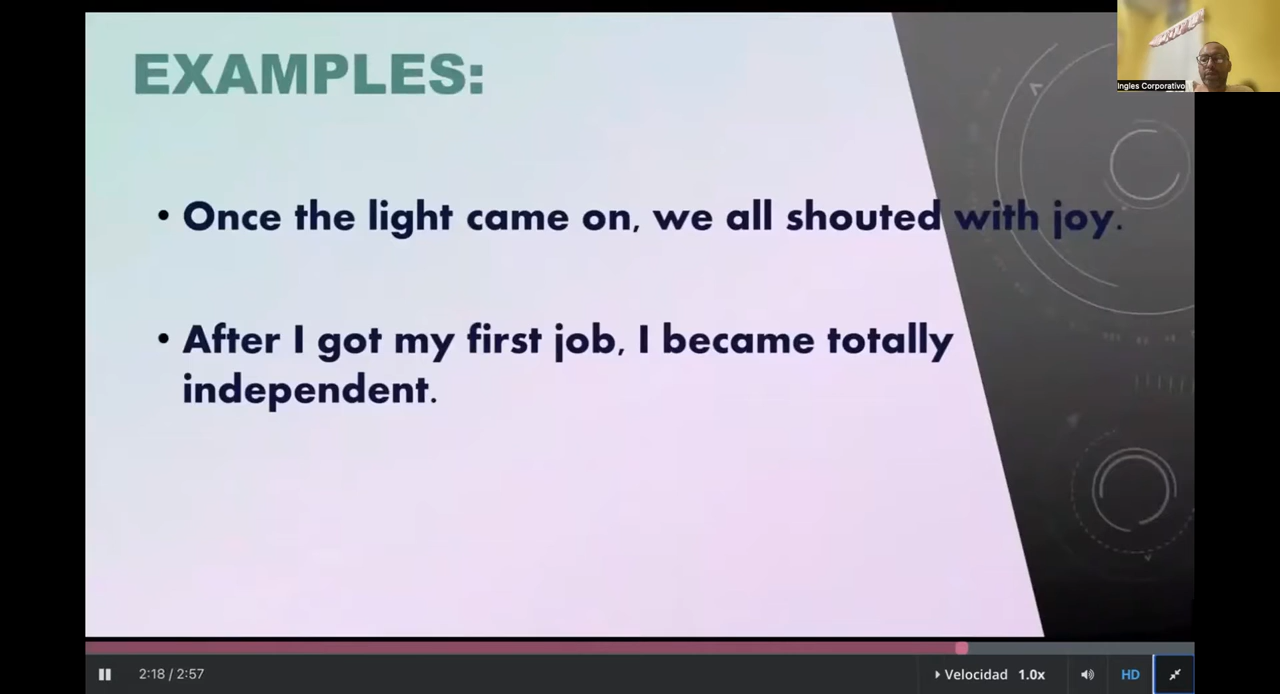 EXAMPLES:
Ingles Corporativo
• Once the light came on, we all shouted with joy.
• After I got my first job, I became totally
independent.
2:18 / 2:57
Velocidad 1.0x
HD